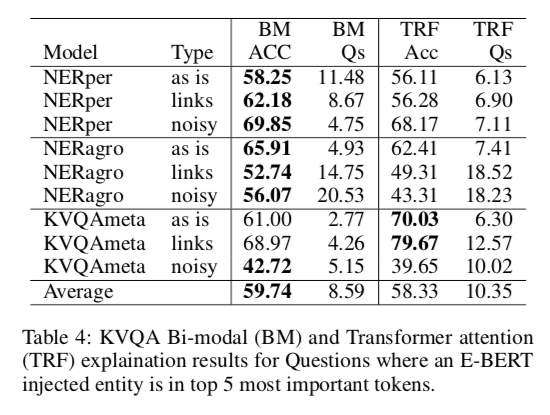 BM BM TRF TRF
Model Type ACC Qs Acc Qs
NERper as is 58.25 11.48 56.11 6.13
NERper links 62.18 8.67 56.28 6.90
NERper noisy 69.85 4.75 68.17 7.11
NERagro as is 65.91 4.93 62.41 7.41
NERagro links 52.74 14.75 49.31 18.52
NERagro noisy 56.07 20.53 43.31 18.23
KVQAmeta as is 61.00 2.77 70.03 6.30
KVQAmeta links 68.97 4.26 79.67 12.57
KVQAmeta noisy 42.72 5.15 39.65 10.02
Average 59.74 8.59 58.33 10.35
Table 4: KVQA Bi-modal (BM) and Transformer attention
(TRF) explaination results for Questions where an E-BERT
injected entity is in top 5 most important tokens.